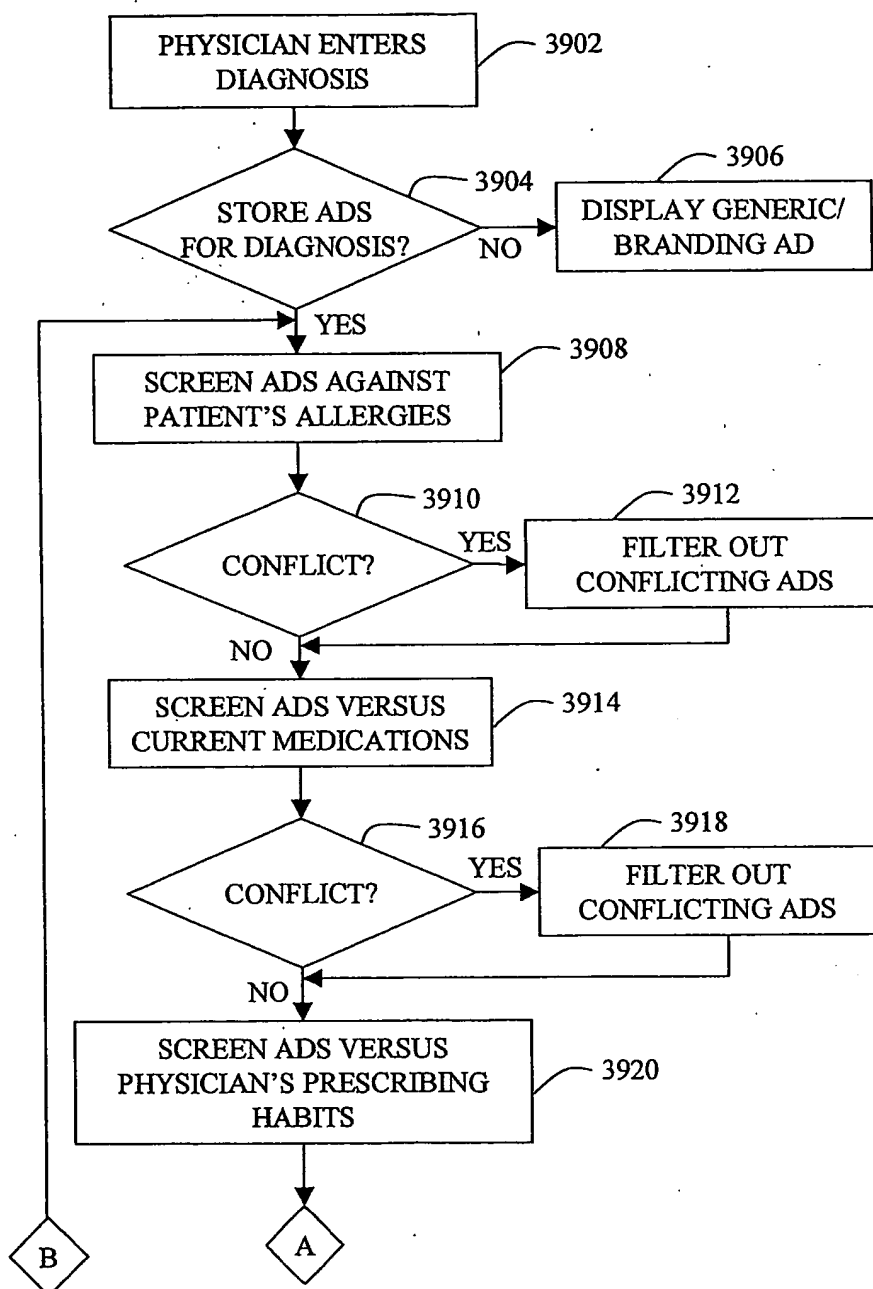 PHYSICIAN ENTERS
DIAGNOSIS
3902
STORE ADS
FOR DIAGNOSIS?
3904
NO
3906
DISPLAY GENERIC/
BRANDING AD
YES
3908
SCREEN ADS AGAINST
PATIENT'S ALLERGIES
3910
CONFLICT?
YES
3912
FILTER OUT
CONFLICTING ADS
NO
SCREEN ADS VERSUS
CURRENT MEDICATIONS
3914
3916
CONFLICT?
YES
3918
FILTER OUT
CONFLICTING ADS
NO
SCREEN ADS VERSUS
PHYSICIAN'S PRESCRIBING
HABITS
3920
B
A